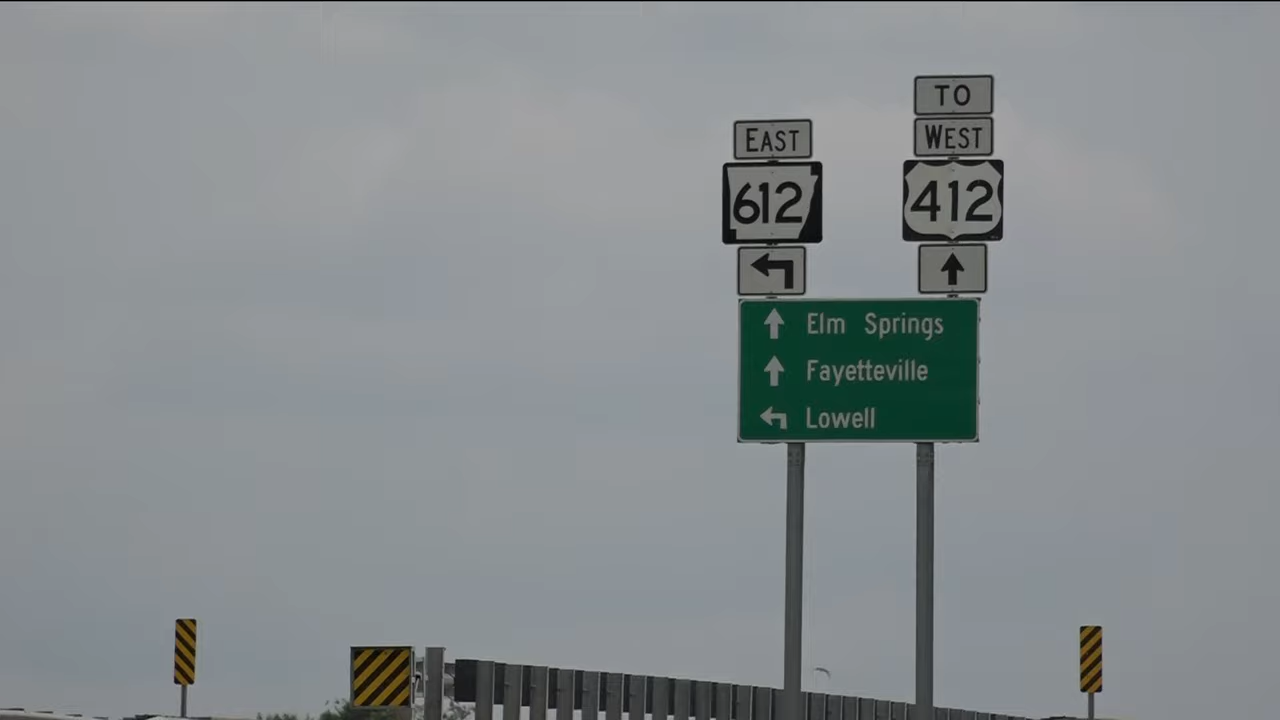 EAST
612
TO
WEST
412
Elm Springs
Fayetteville
Lowell